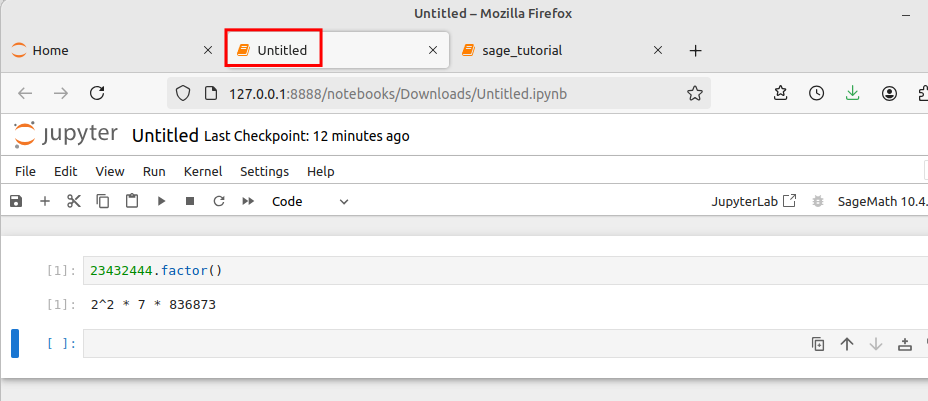 Untitled – Mozilla Firefox
Home
Untitled
sage_tutorial
127.0.0.1:8888/notebooks/Downloads/Untitled.ipynb
jupyter Untitled Last Checkpoint: 12 minutes ago
File Edit View Run Kernel Settings Help
Code JupyterLab SageMath 10.4.
[1]: 23432444.factor()
[1]: 2^2 * 7 * 836873
[ ]: